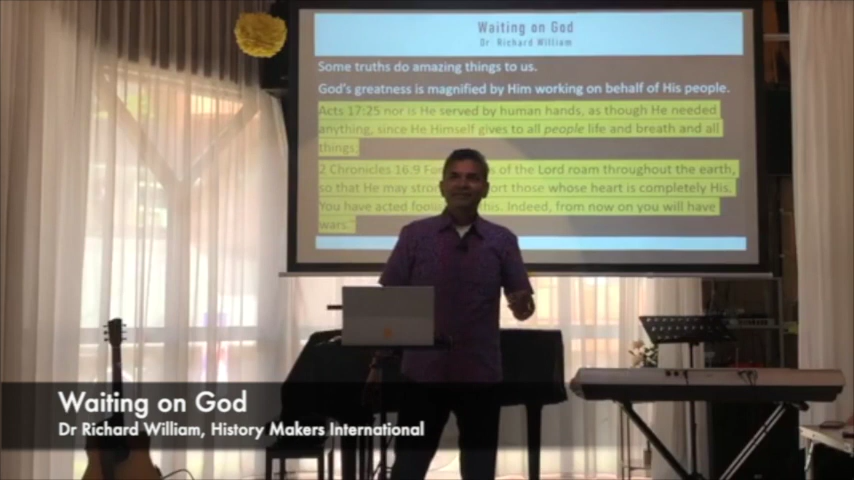 Waiting on God
Dr. Richard William
Some truths do amazing things to us.
God's greatness is magnified by Him working on behalf of His people.
Acts 17:25 nor is He served by human hands, as though He needed
anything, since He Himself gives to all people life and breath and all
things.
2 Chronicles 16:9 For of the Lord roam throughout the earth,
so that He may those whose heart is completely His.
You have acted this. Indeed, from now on you will have
wars."
Waiting on God
Dr Richard William, History Makers International